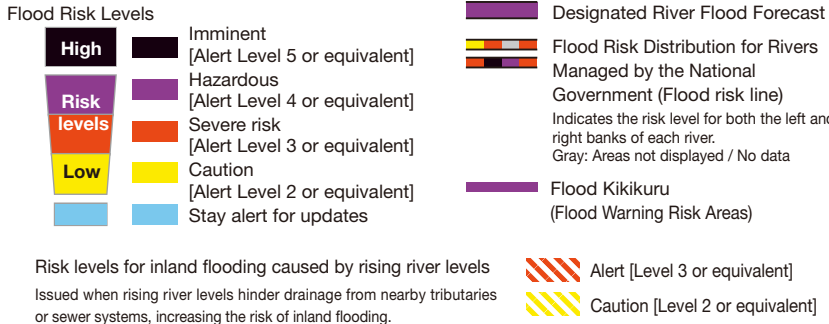 Flood Risk Levels
High
Risk
levels
Low
Imminent
[Alert Level 5 or equivalent]
Hazardous
[Alert Level 4 or equivalent]
Severe risk
[Alert Level 3 or equivalent]
Caution
[Alert Level 2 or equivalent]
Stay alert for updates
Designated River Flood Forecast
Flood Risk Distribution for Rivers
Managed by the National
Government (Flood risk line)
Indicates the risk level for both the left and
right banks of each river.
Gray: Areas not displayed / No data
Flood Kikikuru
(Flood Warning Risk Areas)
Risk levels for inland flooding caused by rising river levels
Issued when rising river levels hinder drainage from nearby tributaries
or sewer systems, increasing the risk of inland flooding.
Alert [Level 3 or equivalent]
Caution [Level 2 or equivalent]